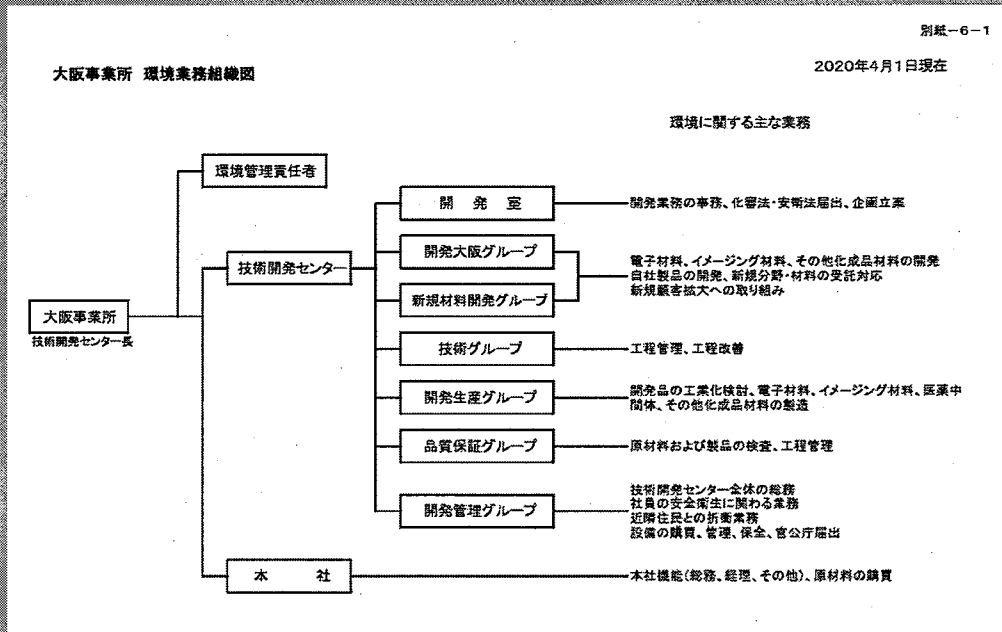 別紙-6-1
大阪事業所 環境業務組織図
2020年4月1日現在
環境に関する主な業務
環境管理責任者
開 発 室
開発業務の事務、化審法・安衛法届出、企画立案
開発大阪グループ
技術開発センター
電子材料、イメージング材料、その他化成品材料の開発
自社製品の開発、新規分野・材料の受託対応
新規顧客拡大への取り組み
新規材料開発グループ
大阪事業所
技術開発センター長
技術グループ
工程管理、工程改善
開発生産グループ
開発品の工業化検討、電子材料、イメージング材料、医薬中
間体、その他化成品材料の製造
品質保証グループ
原材料および製品の検査、工程管理
開発管理グループ
技術開発センター全体の総務
社員の安全衛生に関わる業務
近隣住民との折衝業務
設備の購買、管理、保全、官公庁届出
本 社
本社機能(総務、経理、その他)、原材料の購買